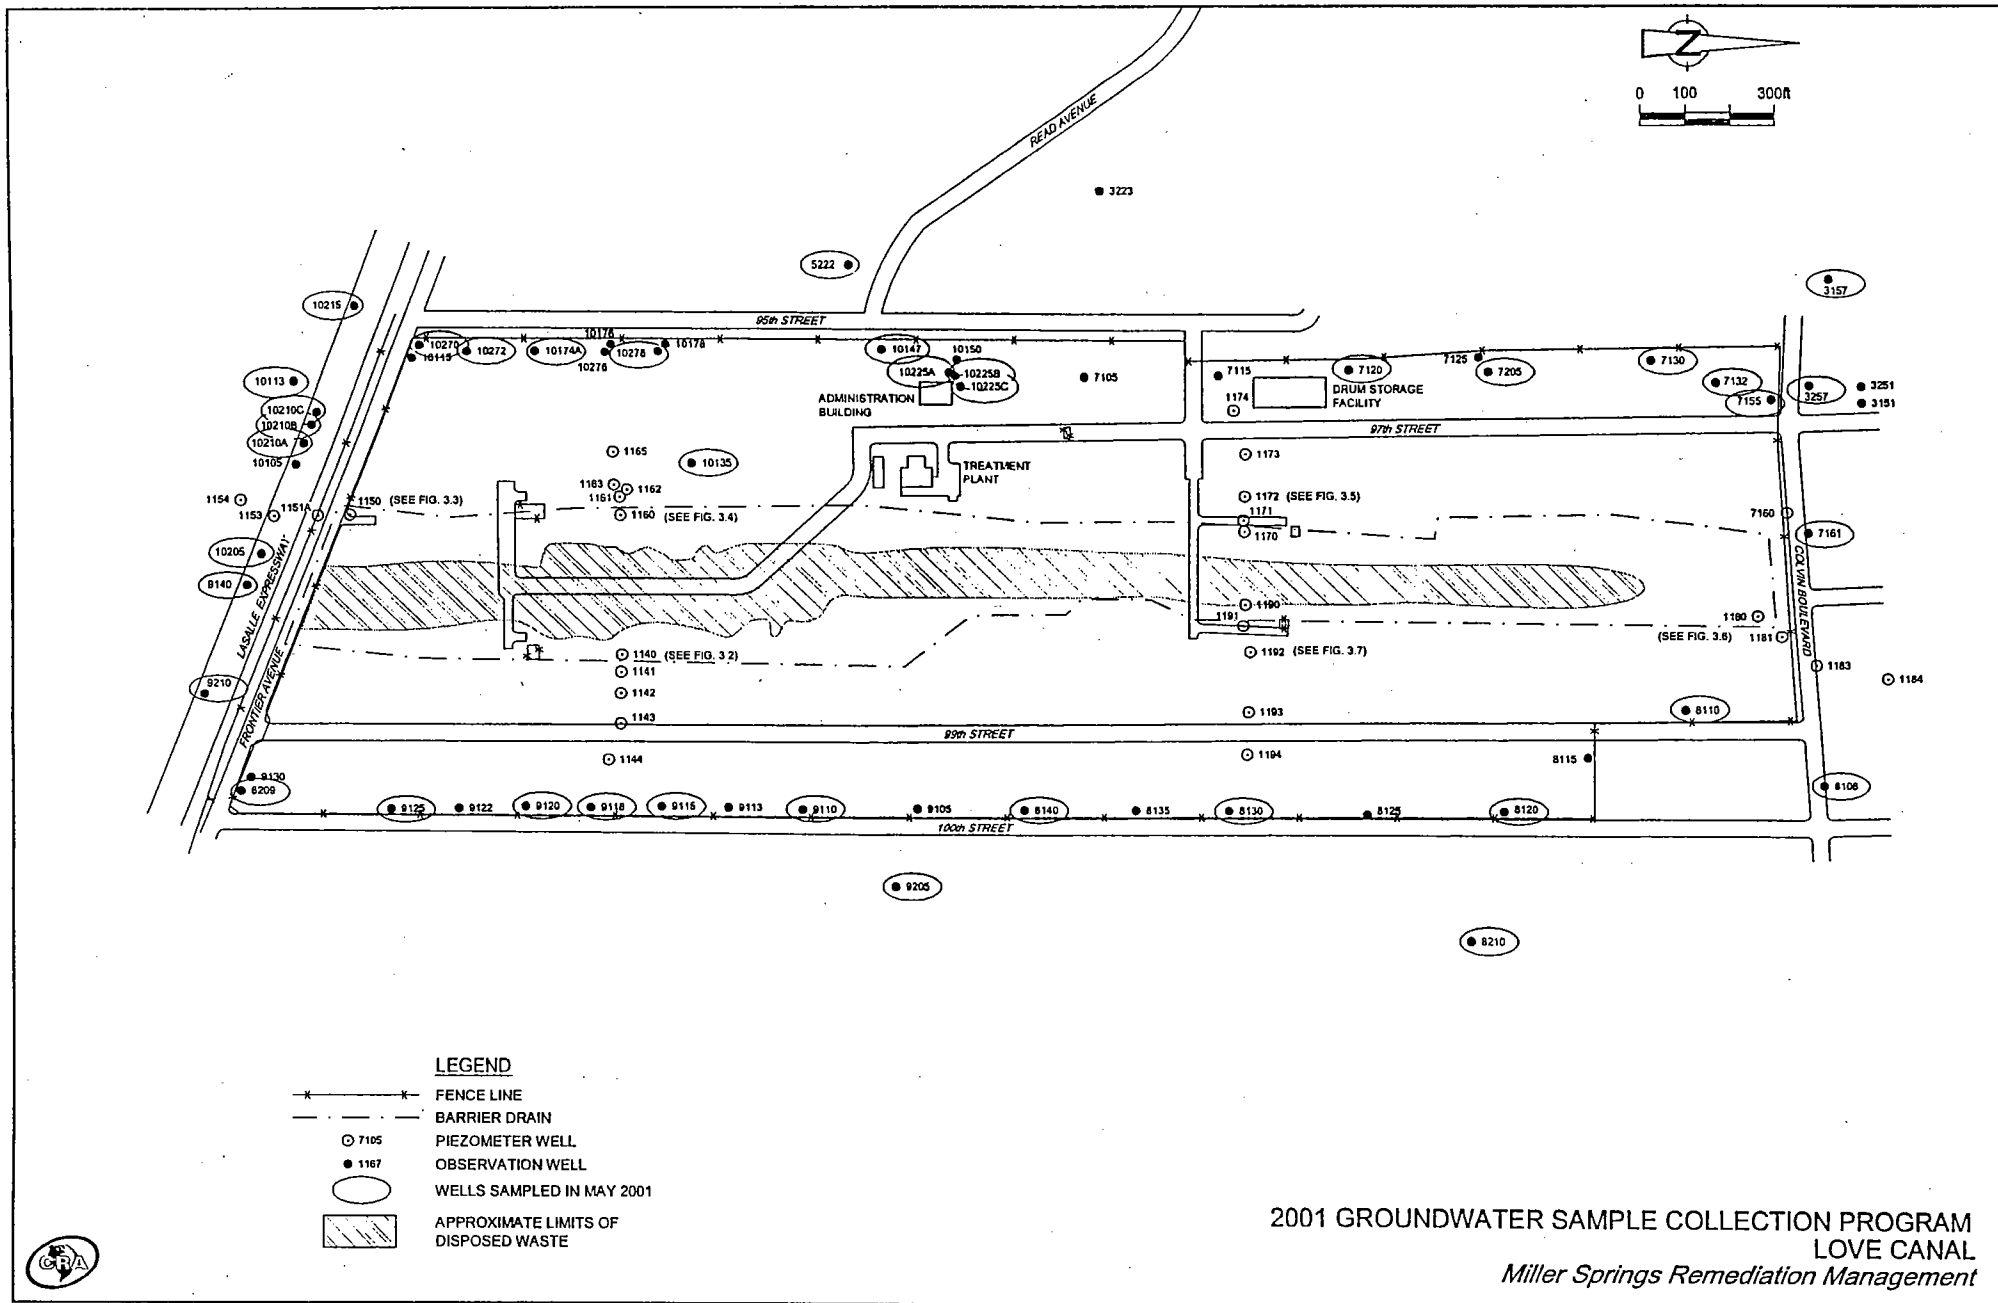 N
0 100 300ft
READ AVENUE
3223
5222
3157
10215
95th STREET
10270
10115
10272
10174A
10176
10276
10278
10178
10147
10150
10225A
10225B
10225C
7105
7115
1174
7120
7125
7205
7130
7132
7155
3257
3251
3151
ADMINISTRATION
BUILDING
DRUM STORAGE
FACILITY
10113
10210C
10210B
10210A
10105
97th STREET
1165
10135
TREATMENT
PLANT
1173
1154
1153
1151A
1150 (SEE FIG. 3.3)
1163
1162
1161
1160 (SEE FIG. 3.4)
1172 (SEE FIG. 3.5)
1171
1170
7160
7161
10205
9140
LASALLE EXPRESSWAY
FRONTIER AVENUE
COLVIN BOULEVARD
1190
1191
1192 (SEE FIG. 3.7)
1180
(SEE FIG. 3.6) 1181
1183
1184
9210
1140 (SEE FIG. 3.2)
1141
1142
1143
1193
8110
99th STREET
1144
1194
8115
9130
8209
8106
9125
9122
9120
9118
9115
9113
9110
9105
8140
8135
8130
8125
8120
100th STREET
9205
8210
LEGEND
FENCE LINE
BARRIER DRAIN
7105 PIEZOMETER WELL
1167 OBSERVATION WELL
WELLS SAMPLED IN MAY 2001
APPROXIMATE LIMITS OF
DISPOSED WASTE
CRA
2001 GROUNDWATER SAMPLE COLLECTION PROGRAM
LOVE CANAL
Miller Springs Remediation Management